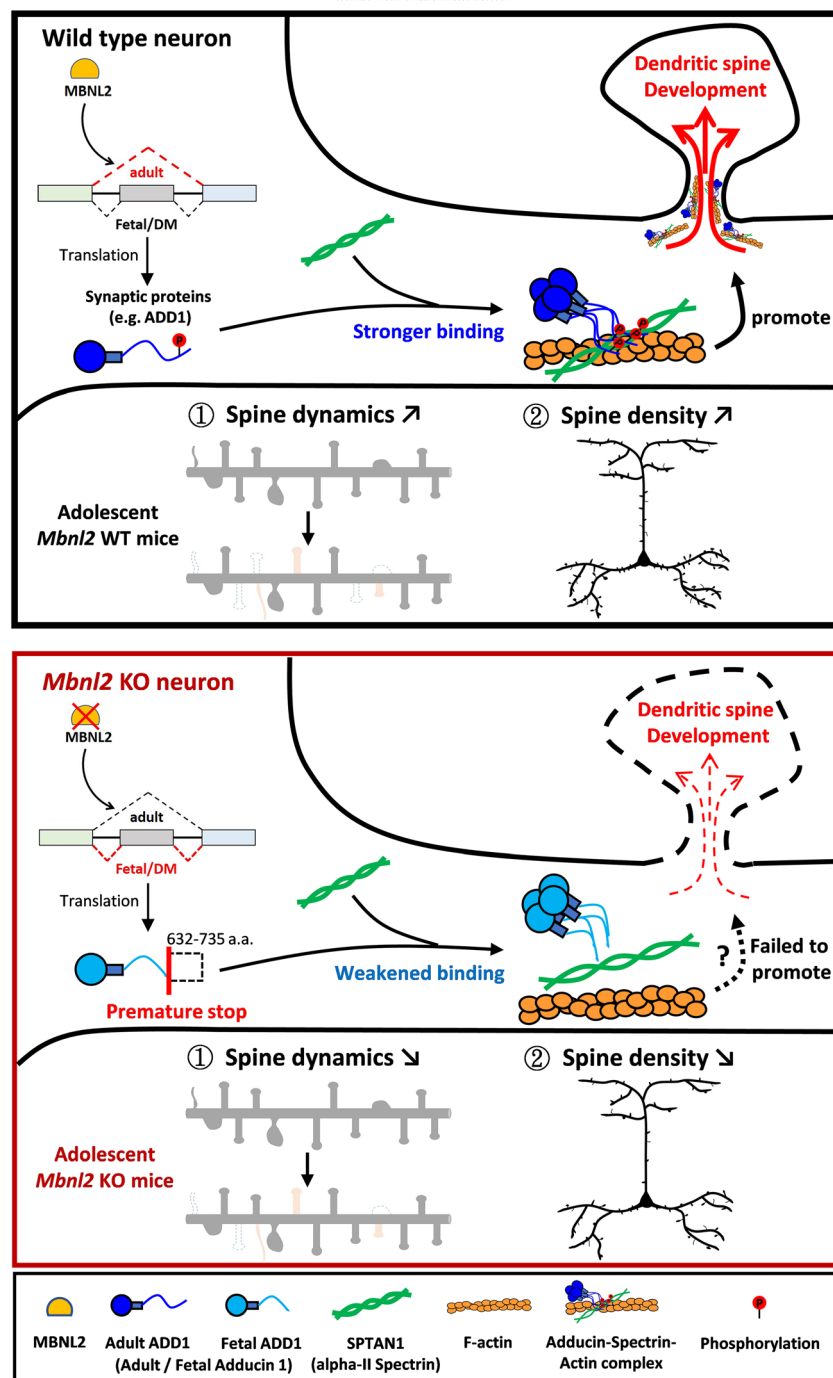 Wild type neuron
MBNL2
adult
Fetal/DM
Translation
Synaptic proteins
(e.g. ADD1)
P
Dendritic spine
Development
Stronger binding
promote
① Spine dynamics ↗
② Spine density ↗
Adolescent
Mbnl2 WT mice
Mbnl2 KO neuron
MBNL2
adult
Fetal/DM
Translation
632-735 a.a.
Premature stop
Dendritic spine
Development
Weakened binding
?
Failed to
promote
① Spine dynamics ↘
② Spine density ↘
Adolescent
Mbnl2 KO mice
P
MBNL2
Adult ADD1
Fetal ADD1
(Adult / Fetal Adducin 1)
SPTAN1
(alpha-II Spectrin)
F-actin
Adducin-Spectrin-
Actin complex
Phosphorylation